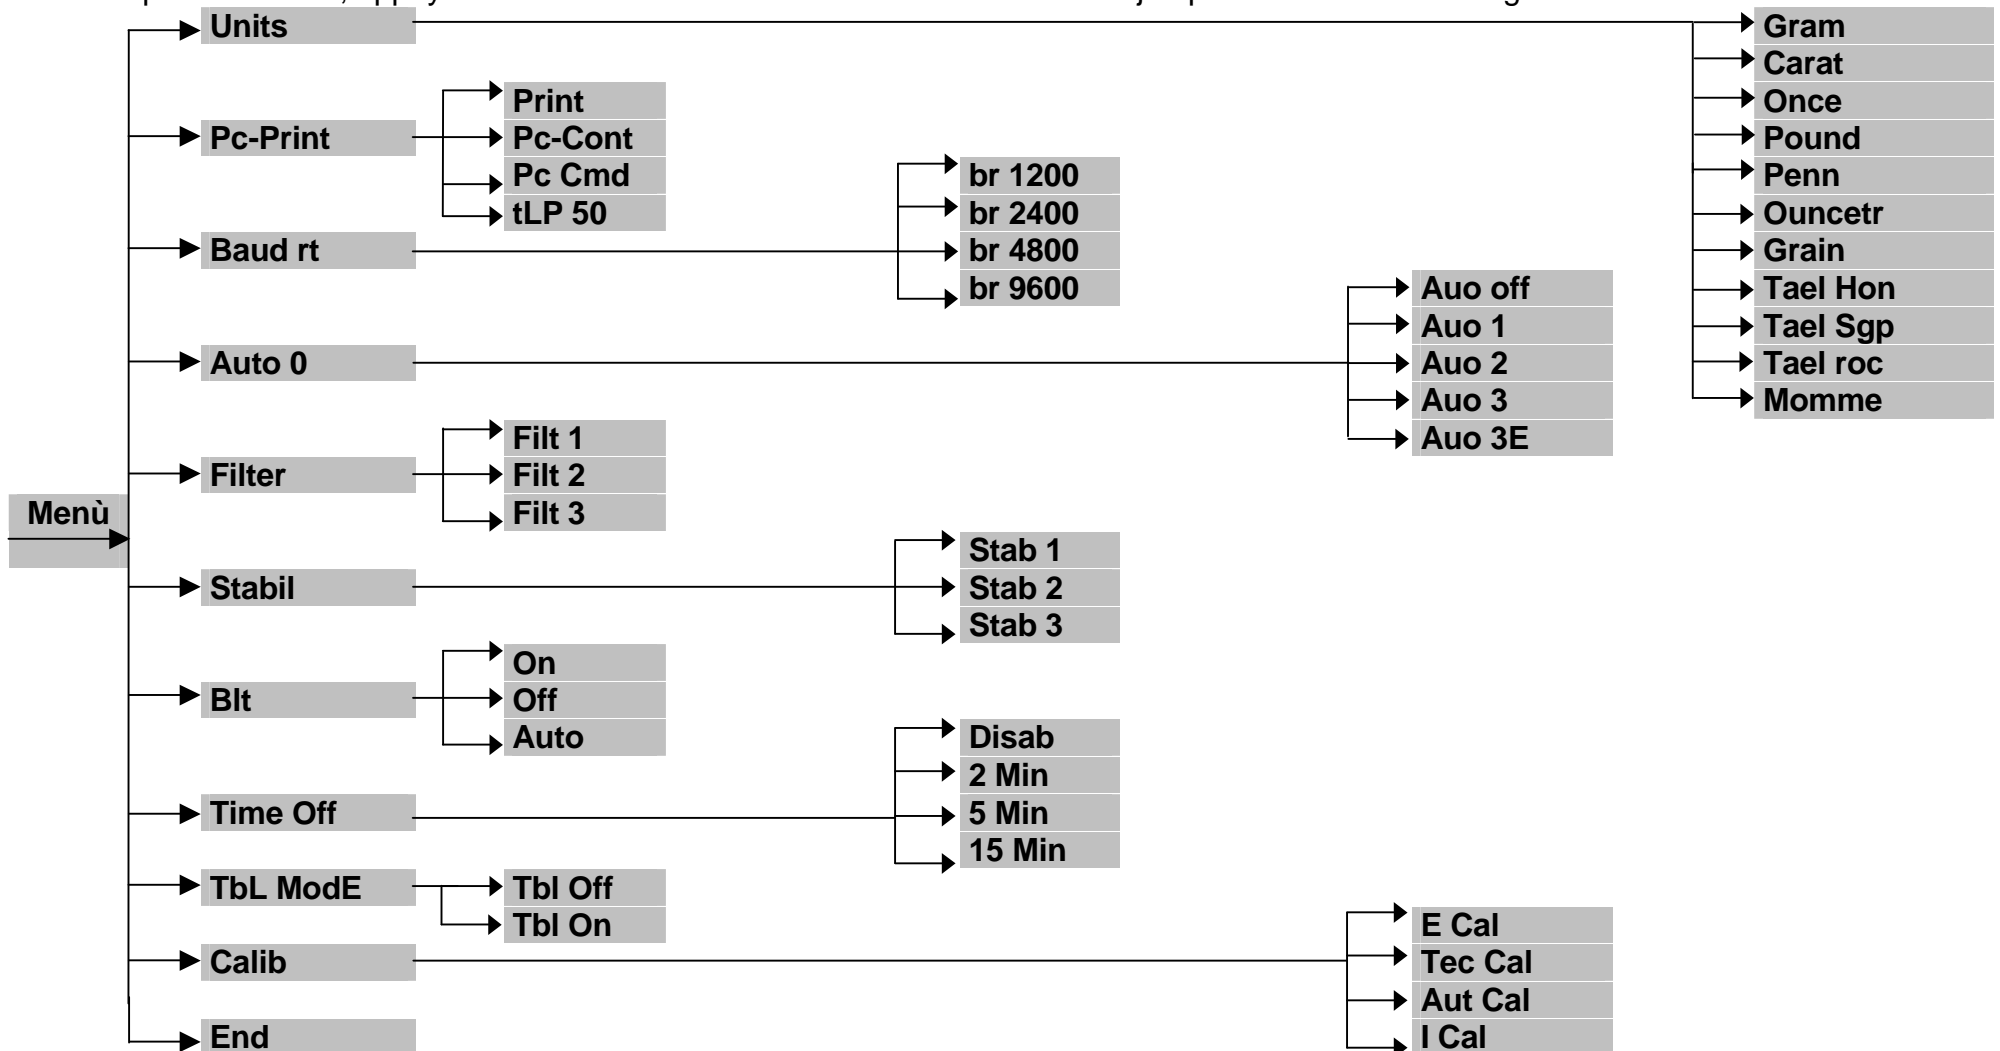 Units
Gram
Carat
Once
Pound
Penn
Ouncetr
Grain
Tael Hon
Tael Sgp
Tael roc
Momme
Pc-Print
Print
Pc-Cont
Pc Cmd
tLP 50
Baud rt
br 1200
br 2400
br 4800
br 9600
Auto 0
Auo off
Auo 1
Auo 2
Auo 3
Auo 3E
Filter
Filt 1
Filt 2
Filt 3
Menù
Stabil
Stab 1
Stab 2
Stab 3
Blt
On
Off
Auto
Time Off
Disab
2 Min
5 Min
15 Min
TbL ModE
Tbl Off
Tbl On
Calib
E Cal
Tec Cal
Aut Cal
I Cal
End